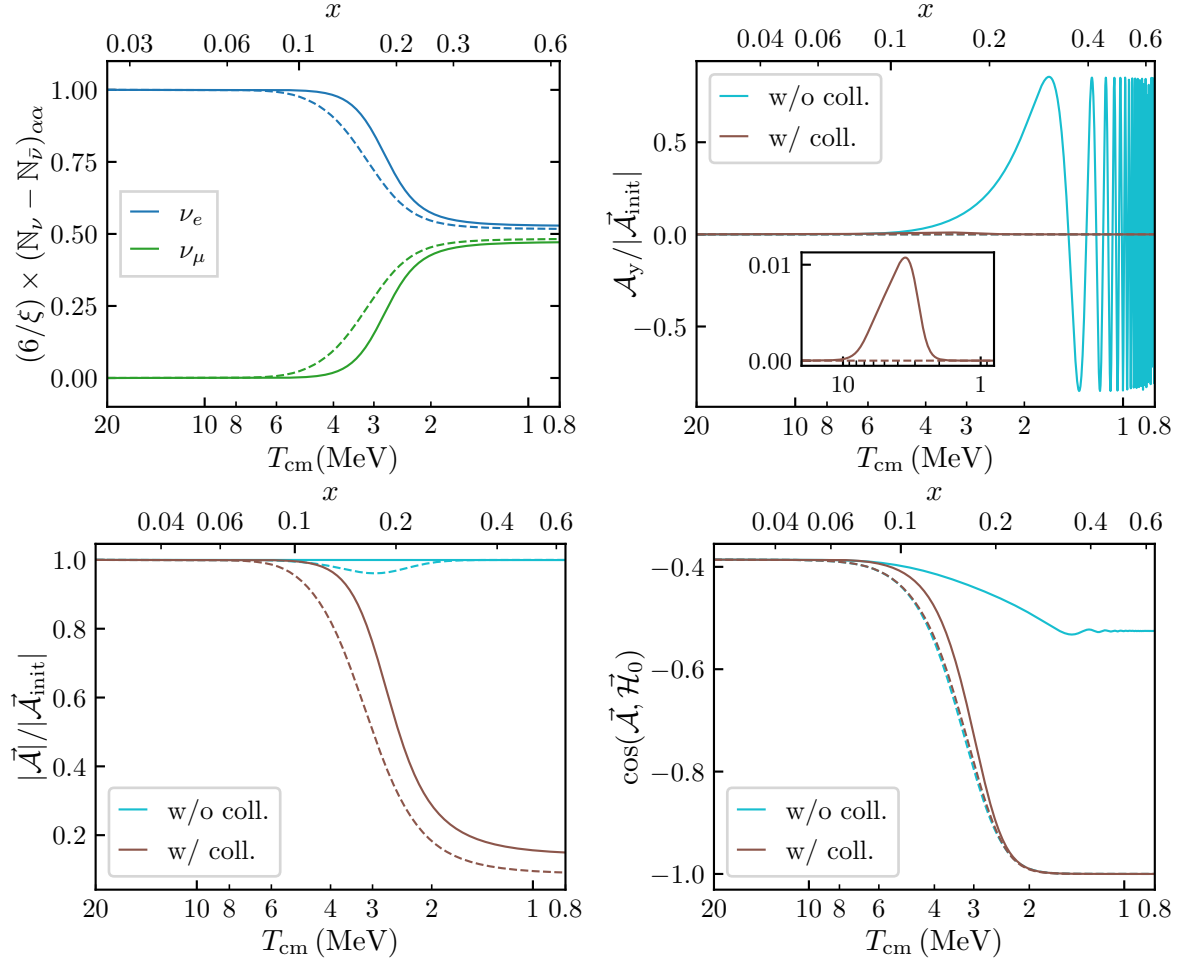 x
0.03 0.06 0.1 0.2 0.3 0.6
(6/ξ) × (ℕ_ν − ℕ_ν̄)_αα
1.00
0.75
0.50
0.25
0.00
ν_e
ν_μ
20 10 8 6 4 3 2 1 0.8
T_cm (MeV)
x
0.04 0.06 0.1 0.2 0.4 0.6
𝒜_y/|𝒜⃗_init|
0.5
0.0
−0.5
w/o coll.
w/ coll.
0.01
0.00
10 1
20 10 8 6 4 3 2 1 0.8
T_cm (MeV)
x
0.04 0.06 0.1 0.2 0.4 0.6
|𝒜⃗|/|𝒜⃗_init|
1.0
0.8
0.6
0.4
0.2
w/o coll.
w/ coll.
20 10 8 6 4 3 2 1 0.8
T_cm (MeV)
x
0.04 0.06 0.1 0.2 0.4 0.6
cos(𝒜⃗, ℋ⃗_0)
−0.4
−0.6
−0.8
−1.0
w/o coll.
w/ coll.
20 10 8 6 4 3 2 1 0.8
T_cm (MeV)